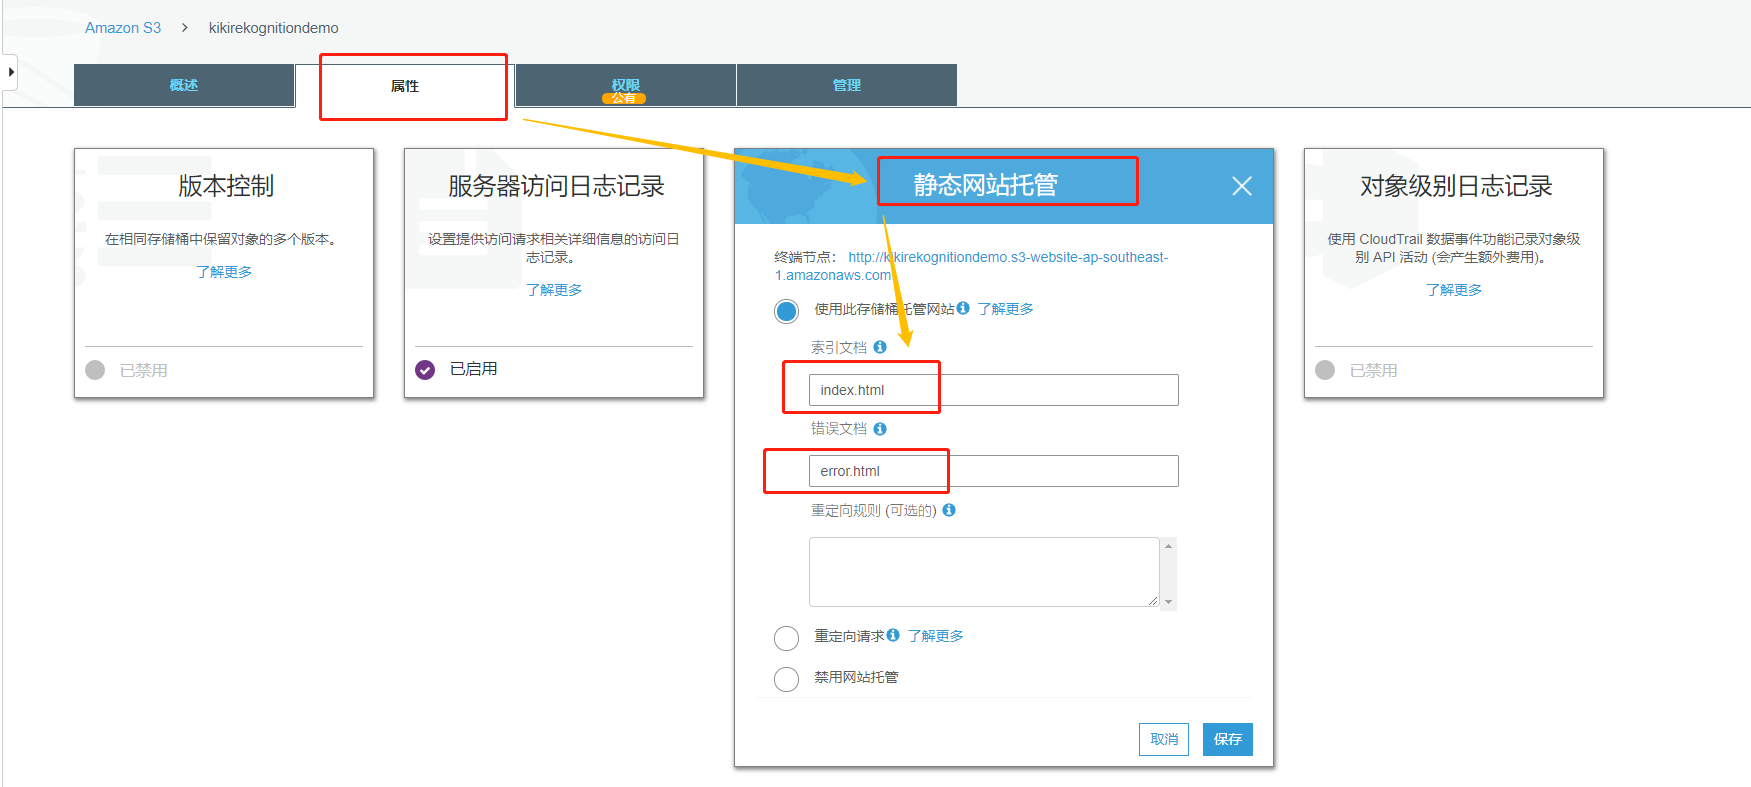 Amazon S3 > kikirekognitiondemo
概述
属性
权限
公有
管理
版本控制
在相同存储桶中保留对象的多个版本。
了解更多
已禁用
服务器访问日志记录
设置提供访问请求相关详细信息的访问日
志记录。
了解更多
已启用
静态网站托管
终端节点： http://kikirekognitiondemo.s3-website-ap-southeast-
1.amazonaws.com
使用此存储桶托管网站 了解更多
索引文档
index.html
错误文档
error.html
重定向规则 (可选的)
重定向请求 了解更多
禁用网站托管
取消
保存
对象级别日志记录
使用 CloudTrail 数据事件功能记录对象级
别 API 活动 (会产生额外费用)。
了解更多
已禁用